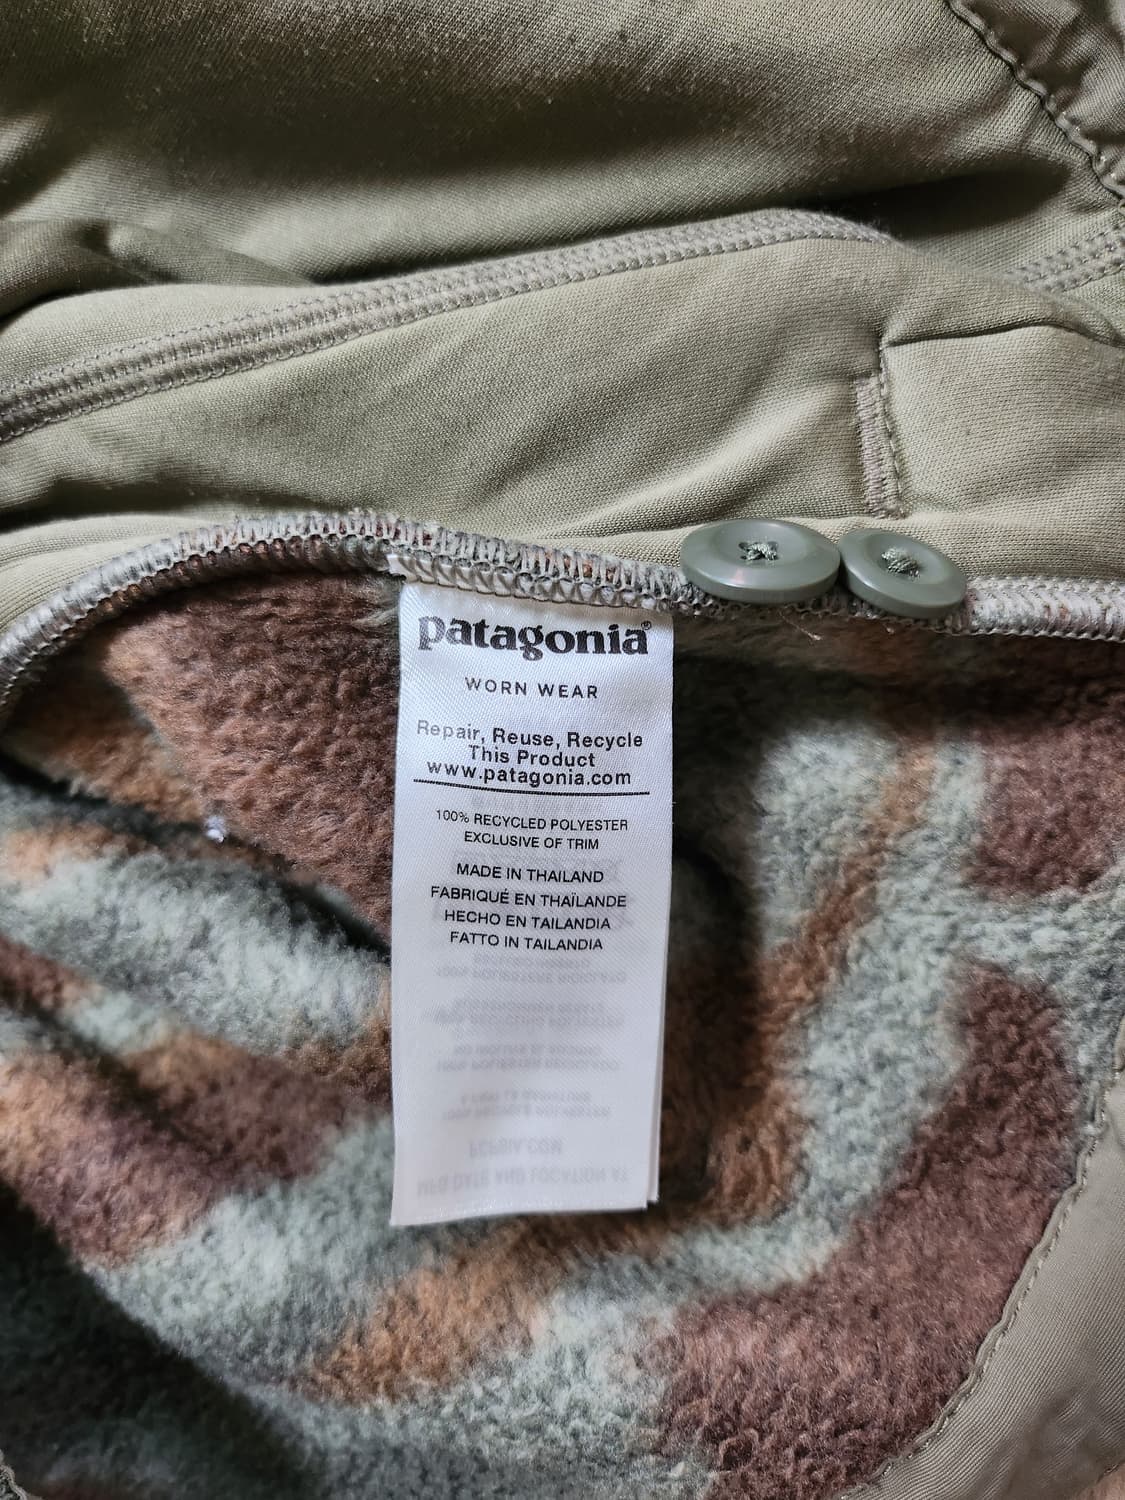 patagonia®
WORN WEAR
Repair, Reuse, Recycle
This Product
www.patagonia.com
100% RECYCLED POLYESTER
EXCLUSIVE OF TRIM
MADE IN THAILAND
FABRIQUÉ EN THAÏLANDE
HECHO EN TAILANDIA
FATTO IN TAILANDIA